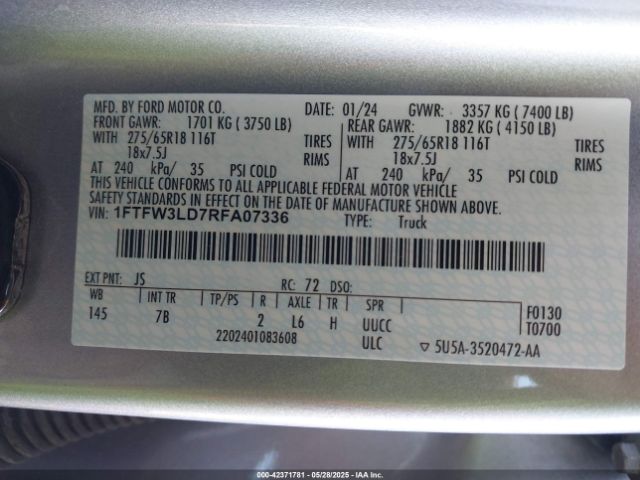 MFD. BY FORD MOTOR CO. DATE: 01/24 GVWR: 3357 KG ( 7400 LB)
FRONT GAWR: 1701 KG ( 3750 LB) REAR GAWR: 1882 KG ( 4150 LB)
WITH 275/65R18 116T TIRES WITH 275/65R18 116T TIRES
18x7.5J RIMS 18x7.5J RIMS
AT 240 kPa/ 35 PSI COLD AT 240 kPa/ 35 PSI COLD
THIS VEHICLE CONFORMS TO ALL APPLICABLE FEDERAL MOTOR VEHICLE
SAFETY STANDARDS IN EFFECT ON THE DATE OF MANUFACTURE SHOWN ABOVE.
VIN: 1FTFW3LD7RFA07336 TYPE: Truck
EXT PNT: JS RC: 72 DSO:
WB INT TR TP/PS R AXLE TR SPR F0130
145 7B 2 L6 H UUCC T0700
2202401083608 ULC ▽ 5U5A-3520472-AA
000-42371781 - 05/28/2025 - IAA Inc.